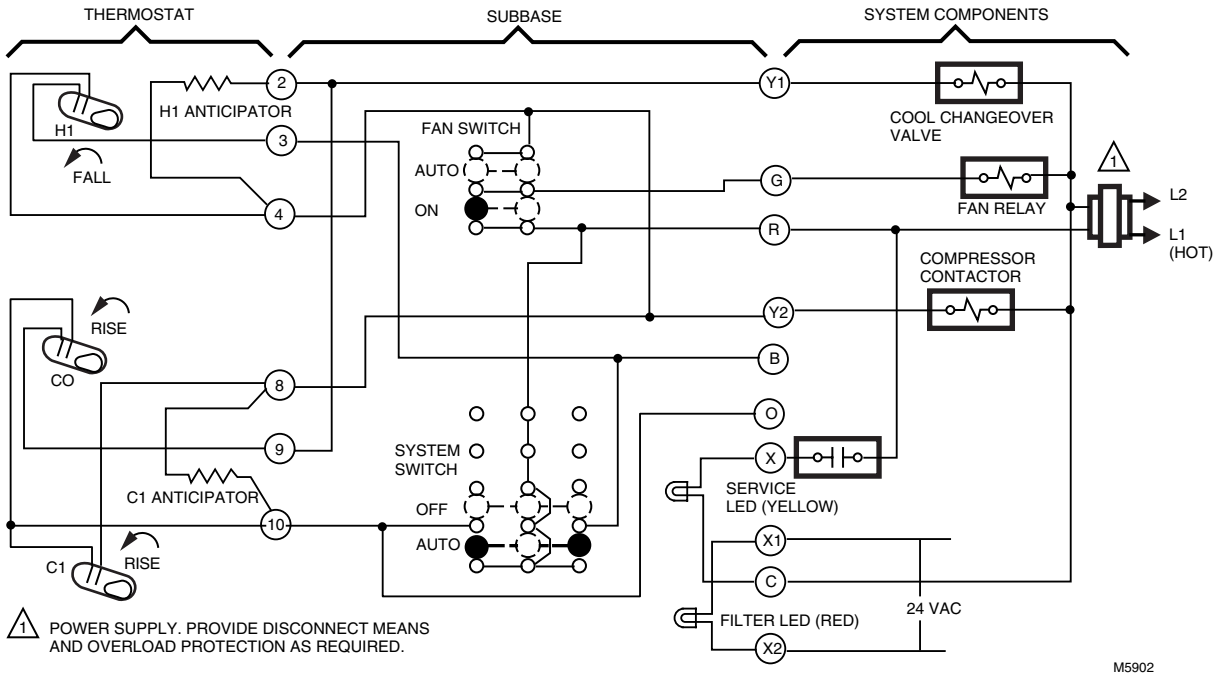 THERMOSTAT
SUBBASE
SYSTEM COMPONENTS
2
Y1
H1 ANTICIPATOR
COOL CHANGEOVER
VALVE
H1
FALL
3
FAN SWITCH
AUTO
ON
1
G
FAN RELAY
L2
4
R
L1
(HOT)
COMPRESSOR
CONTACTOR
RISE
CO
Y2
B
8
O
9
SYSTEM
SWITCH
X
C1 ANTICIPATOR
SERVICE
LED (YELLOW)
OFF
10
AUTO
X1
C1
RISE
C
24 VAC
FILTER LED (RED)
X2
1 POWER SUPPLY. PROVIDE DISCONNECT MEANS
AND OVERLOAD PROTECTION AS REQUIRED.
M5902